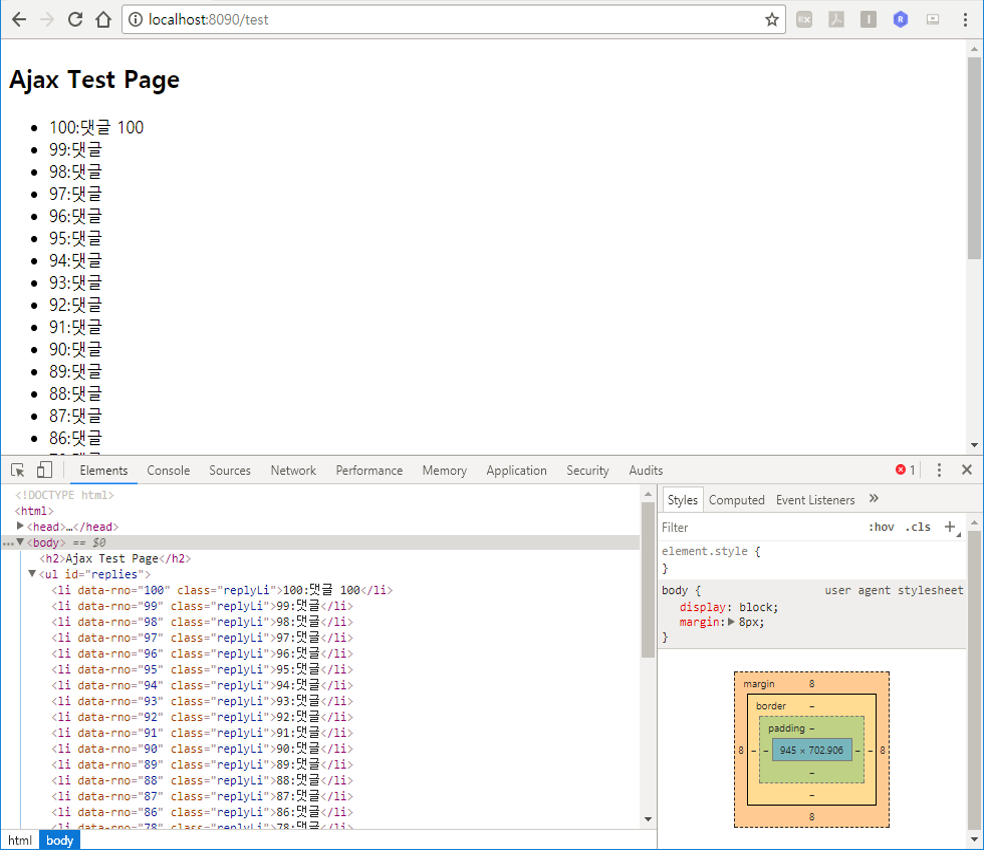 localhost:8090/test
Ajax Test Page
100:댓글 100
99:댓글
98:댓글
97:댓글
96:댓글
95:댓글
94:댓글
93:댓글
92:댓글
91:댓글
90:댓글
89:댓글
88:댓글
87:댓글
86:댓글
Elements Console Sources Network Performance Memory Application Security Audits 1
<!DOCTYPE html>
<html>
<head>…</head>
<body> == $0
<h2>Ajax Test Page</h2>
<ul id="replies">
<li data-rno="100" class="replyLi">100:댓글 100</li>
<li data-rno="99" class="replyLi">99:댓글</li>
<li data-rno="98" class="replyLi">98:댓글</li>
<li data-rno="97" class="replyLi">97:댓글</li>
<li data-rno="96" class="replyLi">96:댓글</li>
<li data-rno="95" class="replyLi">95:댓글</li>
<li data-rno="94" class="replyLi">94:댓글</li>
<li data-rno="93" class="replyLi">93:댓글</li>
<li data-rno="92" class="replyLi">92:댓글</li>
<li data-rno="91" class="replyLi">91:댓글</li>
<li data-rno="90" class="replyLi">90:댓글</li>
<li data-rno="89" class="replyLi">89:댓글</li>
<li data-rno="88" class="replyLi">88:댓글</li>
<li data-rno="87" class="replyLi">87:댓글</li>
<li data-rno="86" class="replyLi">86:댓글</li>
<li data-rno="78" class="replyLi">78:댓글</li>
html body
Styles Computed Event Listeners »
Filter :hov .cls +
element.style {
}
body { user agent stylesheet
display: block;
margin: 8px;
}
margin 8
border –
padding –
8 – – 945 × 702.906 – – 8
–
–
8